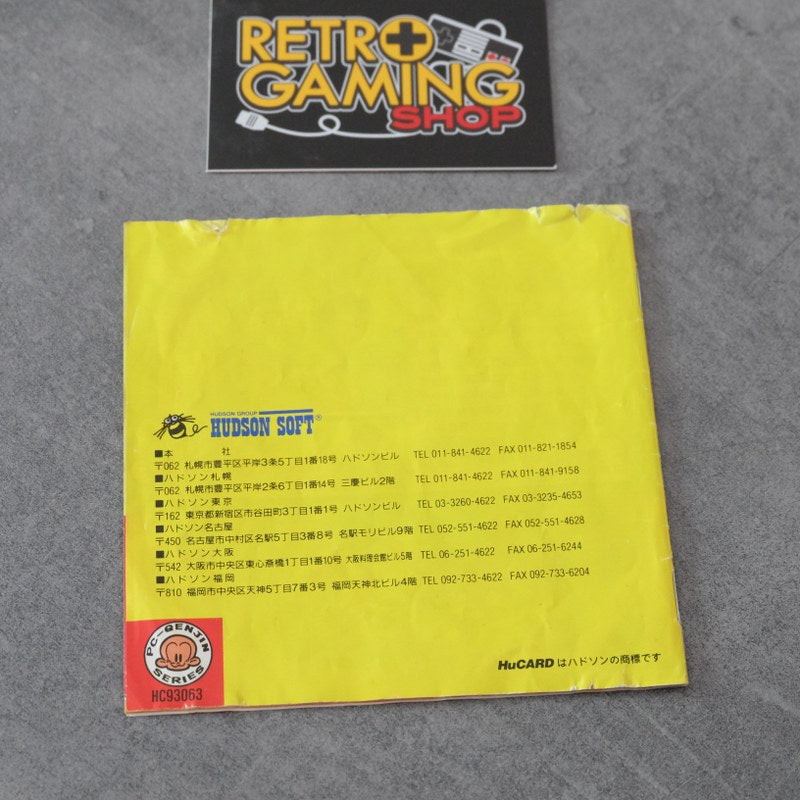 RETRO
GAMING
SHOP
HUDSON GROUP
HUDSON SOFT®
■本　　　社
〒062 札幌市豊平区平岸3条5丁目1番18号 ハドソンビル TEL 011-841-4622 FAX 011-821-1854
■ハドソン札幌
〒062 札幌市豊平区平岸2条6丁目1番14号 三慶ビル2階 TEL 011-841-4622 FAX 011-841-9158
■ハドソン東京
〒162 東京都新宿区市谷田町3丁目1番1号 ハドソンビル TEL 03-3260-4622 FAX 03-3235-4653
■ハドソン名古屋
〒450 名古屋市中村区名駅5丁目3番8号 名駅モリビル9階 TEL 052-551-4622 FAX 052-551-4628
■ハドソン大阪
〒542 大阪市中央区東心斎橋1丁目1番10号 大阪料理会館ビル5階 TEL 06-251-4622 FAX 06-251-6244
■ハドソン福岡
〒810 福岡市中央区天神5丁目7番3号 福岡天神北ビル4階 TEL 092-733-4622 FAX 092-733-6204
PC-GENJIN
SERIES
HC93063
HuCARD はハドソンの商標です